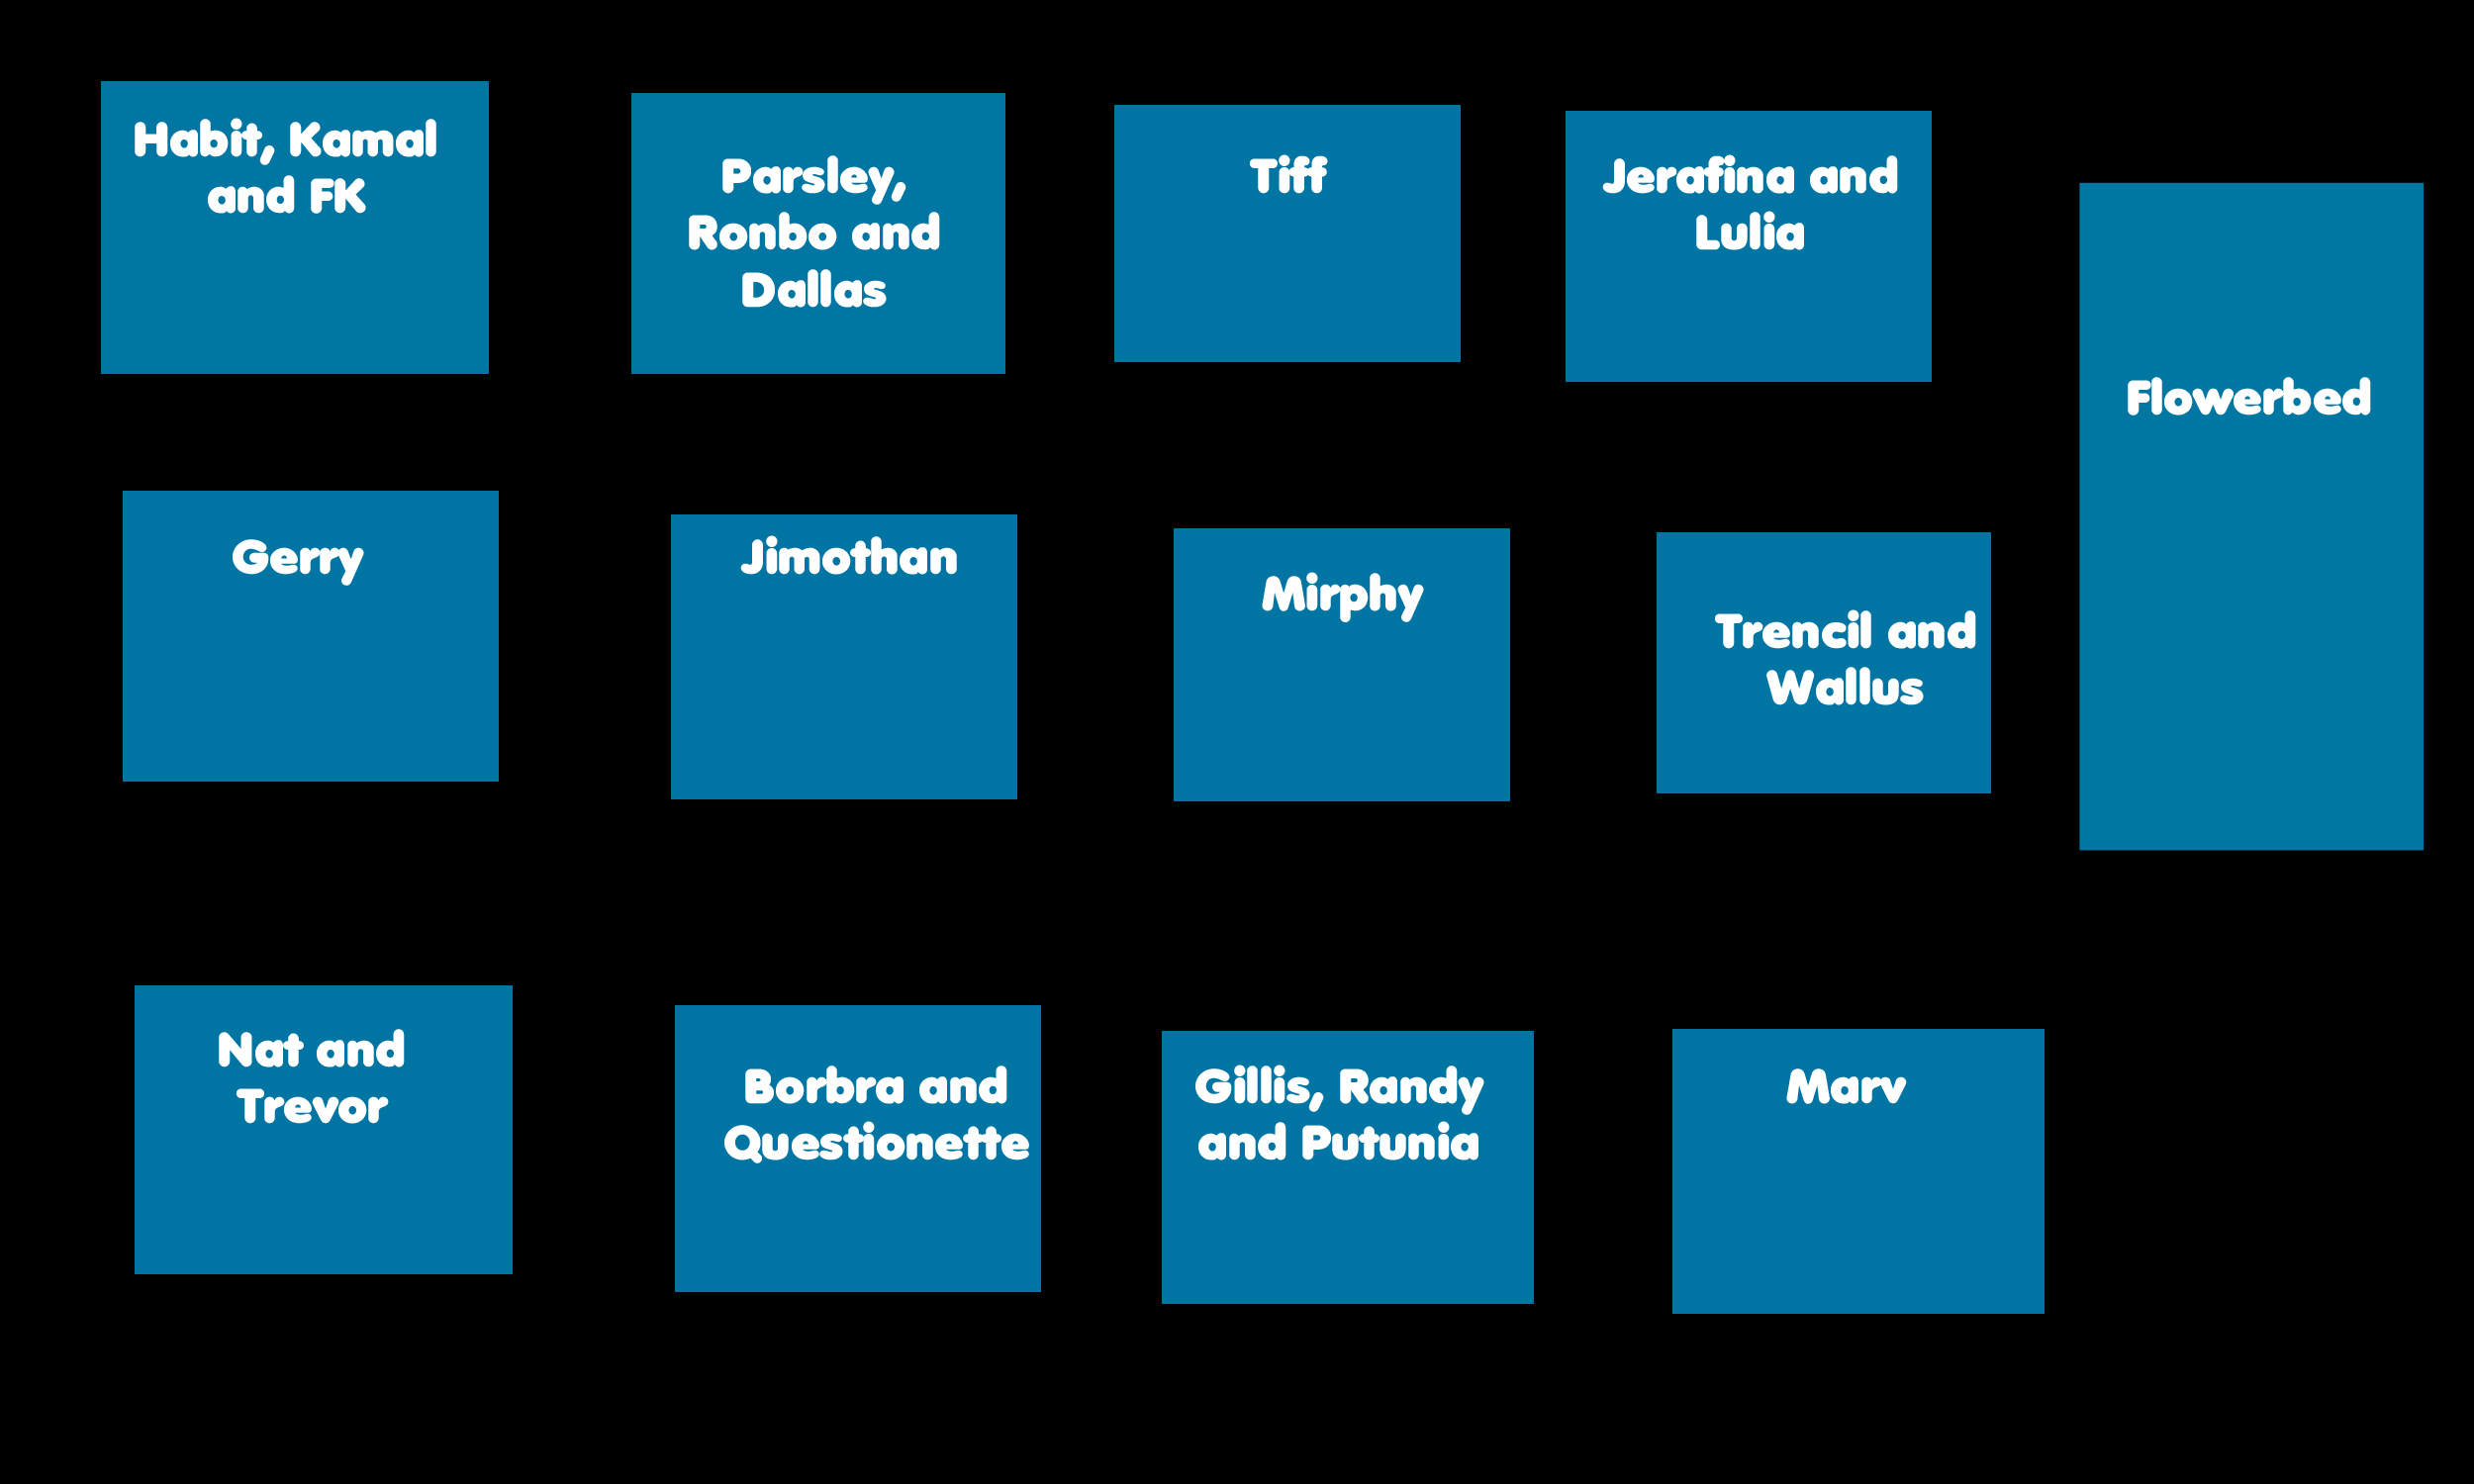 Habit, Kamal
and FK
Parsley,
Ronbo and
Dallas
Tiff
Jerafina and
Lulia
Flowerbed
Gerry
Jimothan
Mirphy
Trencil and
Wallus
Nat and
Trevor
Borbra and
Questionette
Gillis, Randy
and Putunia
Marv